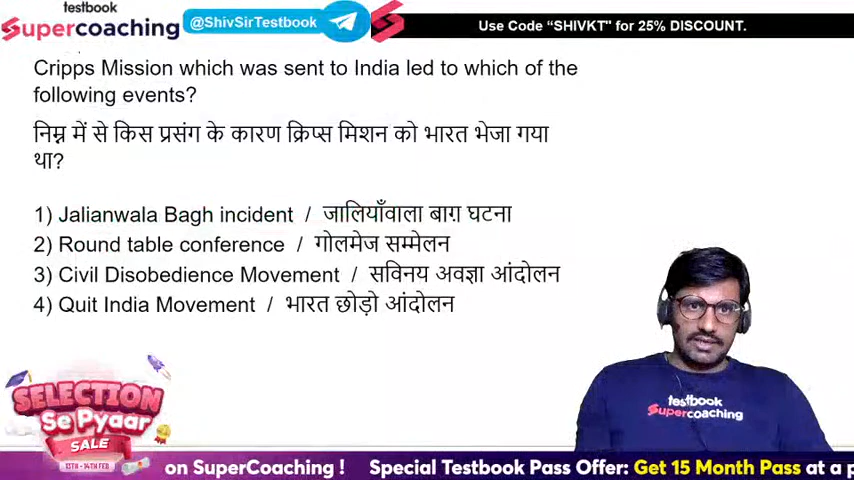 testbook
Supercoaching
@ShivSirTestbook
Use Code “SHIVKT" for 25% DISCOUNT.
Cripps Mission which was sent to India led to which of the
following events?
निम्न में से किस प्रसंग के कारण क्रिप्स मिशन को भारत भेजा गया
था?
1) Jalianwala Bagh incident / जालियाँवाला बाग़ घटना
2) Round table conference / गोलमेज सम्मेलन
3) Civil Disobedience Movement / सविनय अवज्ञा आंदोलन
4) Quit India Movement / भारत छोड़ो आंदोलन
testbook
Supercoaching
SELECTION
Se Pyaar
SALE
13TH - 14TH FEB
on SuperCoaching ! Special Testbook Pass Offer: Get 15 Month Pass at a p